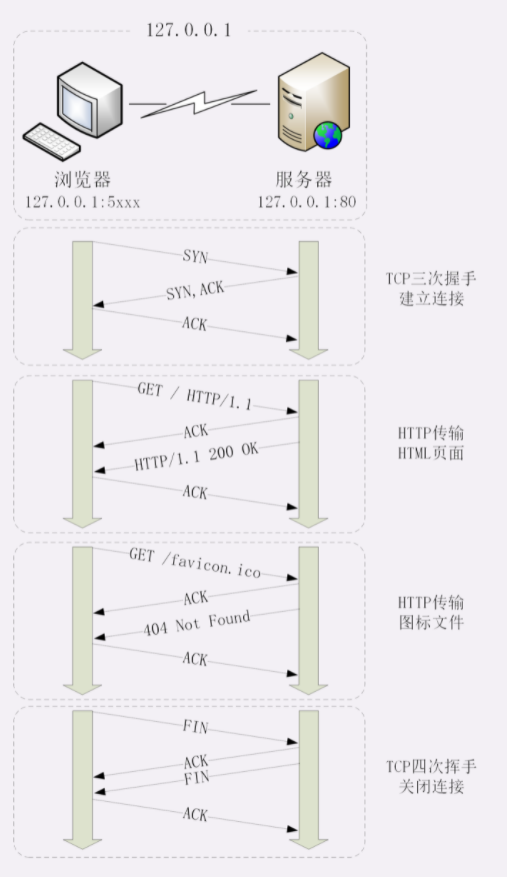 127.0.0.1
浏览器
服务器
127.0.0.1:5xxx
127.0.0.1:80
SYN
SYN,ACK
ACK
TCP三次握手
建立连接
GET / HTTP/1.1
ACK
HTTP/1.1 200 OK
ACK
HTTP传输
HTML页面
GET /favicon.ico
ACK
404 Not Found
ACK
HTTP传输
图标文件
FIN
ACK
FIN
ACK
TCP四次挥手
关闭连接